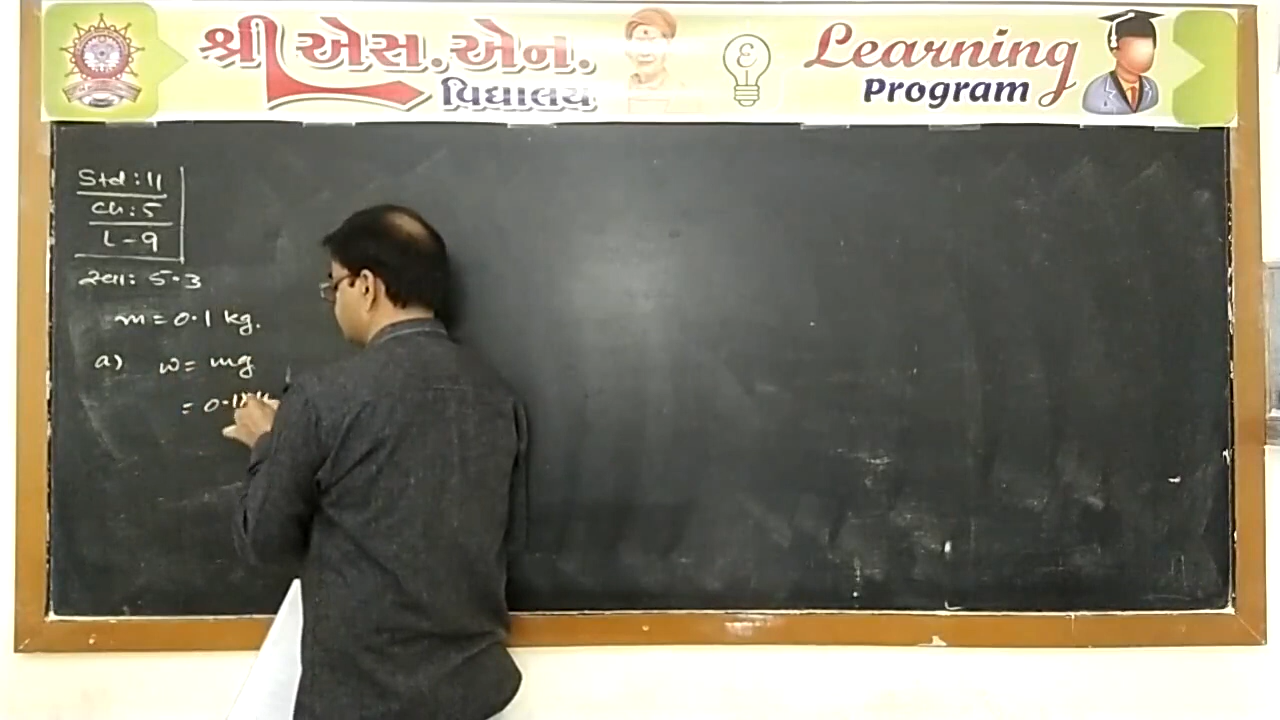 શ્રી એસ.એન.
વિદ્યાલય
ε
Learning
Program
Std : 11
Ch : 5
L - 9
સ્વા: 5.3
m = 0.1 kg.
a) w = mg
= 0.1×